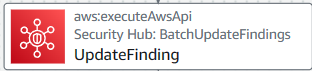 aws:executeAwsApi
Security Hub: BatchUpdateFindings
UpdateFinding